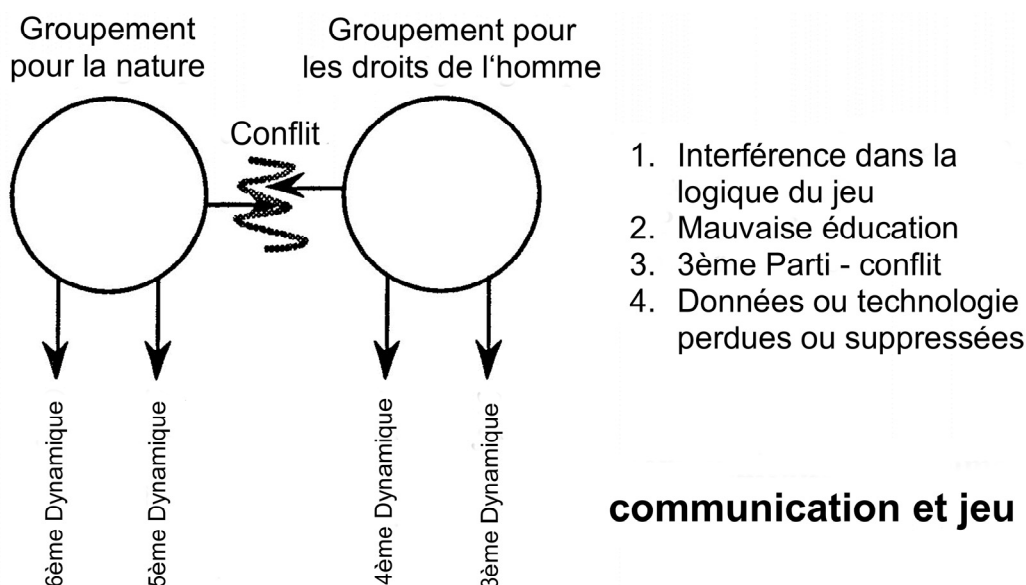 Groupement
pour la nature
Groupement pour
les droits de l‘homme
Conflit
1. Interférence dans la
logique du jeu
2. Mauvaise éducation
3. 3ème Parti - conflit
4. Données ou technologie
perdues ou suppressées
6ème Dynamique
5ème Dynamique
4ème Dynamique
3ème Dynamique
communication et jeu